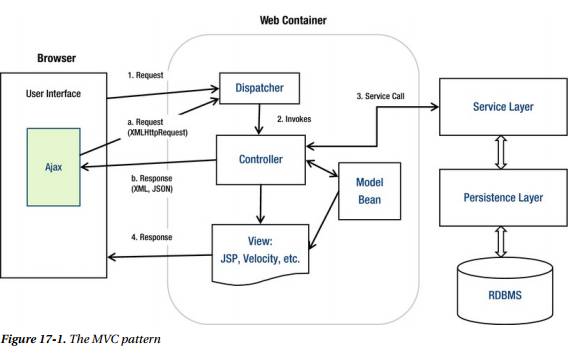 Web Container
Browser
User Interface
1. Request
Dispatcher
3. Service Call
Service Layer
a. Request
(XMLHttpRequest)
2. Invokes
Ajax
Controller
Model
Bean
Persistence Layer
b. Response
(XML, JSON)
4. Response
View:
JSP, Velocity, etc.
RDBMS
Figure 17-1. The MVC pattern